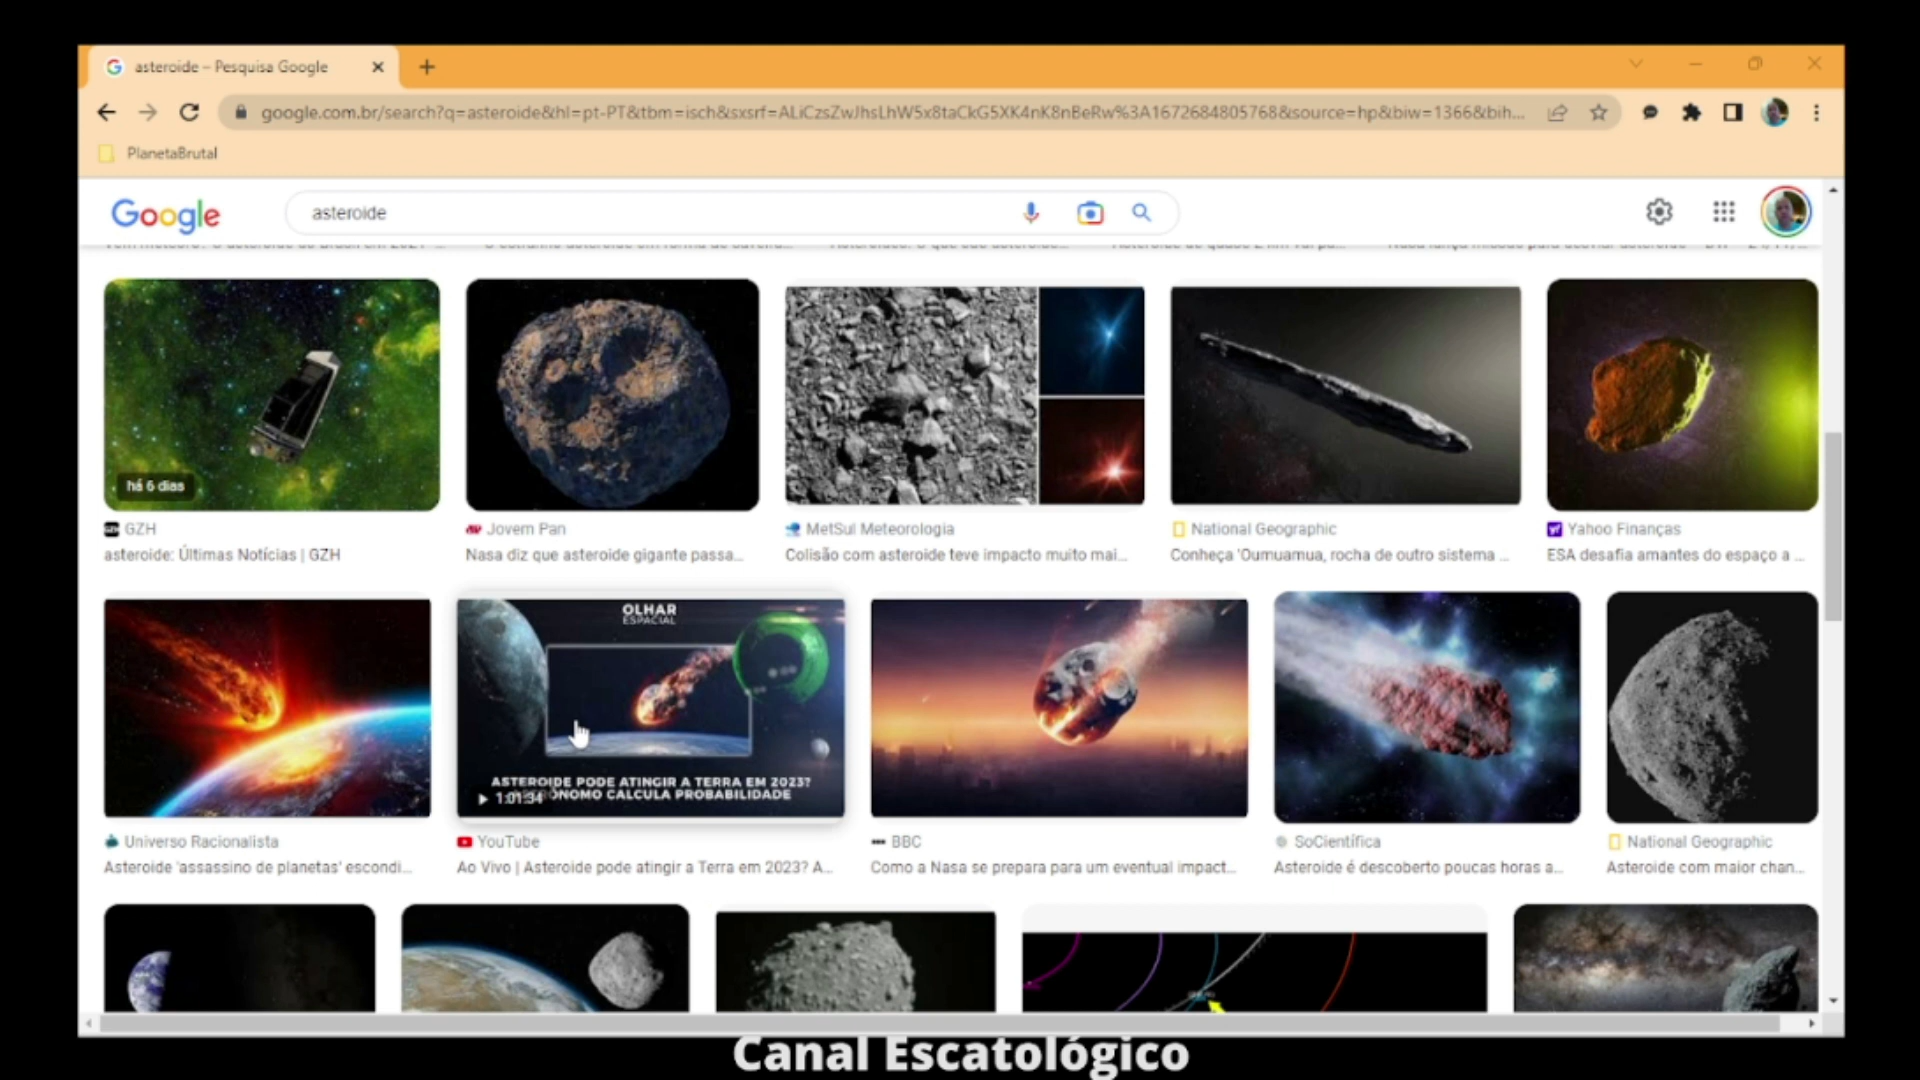 asteroide – Pesquisa Google
google.com.br/search?q=asteroide&hl=pt-PT&tbm=isch&sxsrf=ALiCzsZwJhsLhW5x8taCkG5XK4nK8nBeRw%3A1672684805768&source=hp&biw=1366&bih...
PlanetaBrutal
Google
asteroide
há 6 dias
GZH
Jovem Pan
MetSul Meteorologia
National Geographic
Yahoo Finanças
asteroide: Últimas Notícias | GZH
Nasa diz que asteroide gigante passa...
Colisão com asteroide teve impacto muito mai...
Conheça 'Oumuamua, rocha de outro sistema ...
ESA desafia amantes do espaço a ...
OLHAR
ESPACIAL
ASTEROIDE PODE ATINGIR A TERRA EM 2023?
1:01:34
CALCULA PROBABILIDADE
Universo Racionalista
YouTube
BBC
SoCientífica
National Geographic
Asteroide 'assassino de planetas' escondi...
Ao Vivo | Asteroide pode atingir a Terra em 2023? A...
Como a Nasa se prepara para um eventual impact...
Asteroide é descoberto poucas horas a...
Asteroide com maior chan...
Canal Escatológico